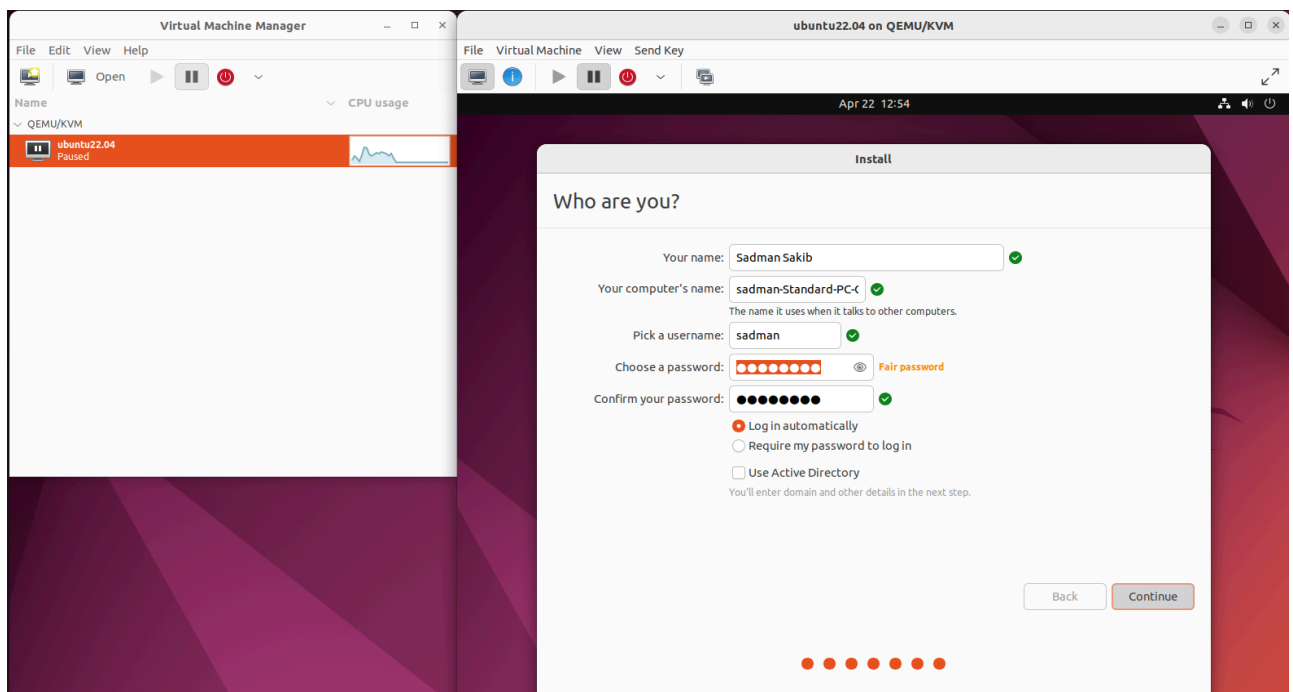 Virtual Machine Manager
File Edit View Help
Open
Name CPU usage
QEMU/KVM
ubuntu22.04
Paused
ubuntu22.04 on QEMU/KVM
File Virtual Machine View Send Key
Apr 22 12:54
Install
Who are you?
Your name: Sadman Sakib
Your computer's name: sadman-Standard-PC-
The name it uses when it talks to other computers.
Pick a username: sadman
Choose a password: ●●●●●●●● Fair password
Confirm your password: ●●●●●●●●
Log in automatically
Require my password to log in
Use Active Directory
You'll enter domain and other details in the next step.
Back Continue